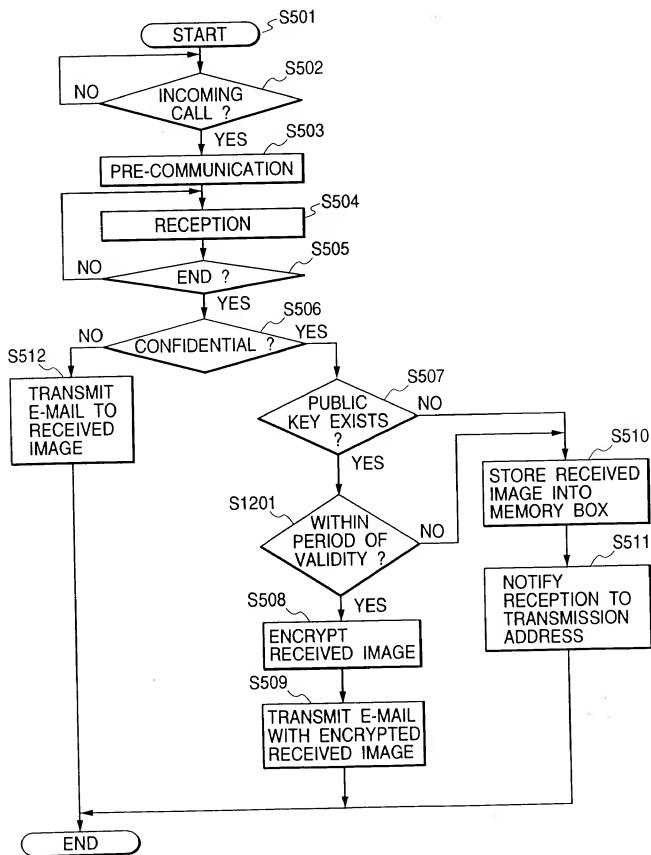 START
S501
S502
INCOMING
CALL ?
NO
YES
S503
PRE-COMMUNICATION
S504
RECEPTION
S505
NO
END ?
YES
S506
NO
CONFIDENTIAL ?
YES
S512
TRANSMIT
E-MAIL TO
RECEIVED
IMAGE
S507
PUBLIC
KEY EXISTS
?
NO
YES
S510
STORE RECEIVED
IMAGE INTO
MEMORY BOX
S1201
WITHIN
PERIOD OF
VALIDITY ?
NO
YES
S511
NOTIFY
RECEPTION TO
TRANSMISSION
ADDRESS
S508
ENCRYPT
RECEIVED IMAGE
S509
TRANSMIT E-MAIL
WITH ENCRYPTED
RECEIVED IMAGE
END